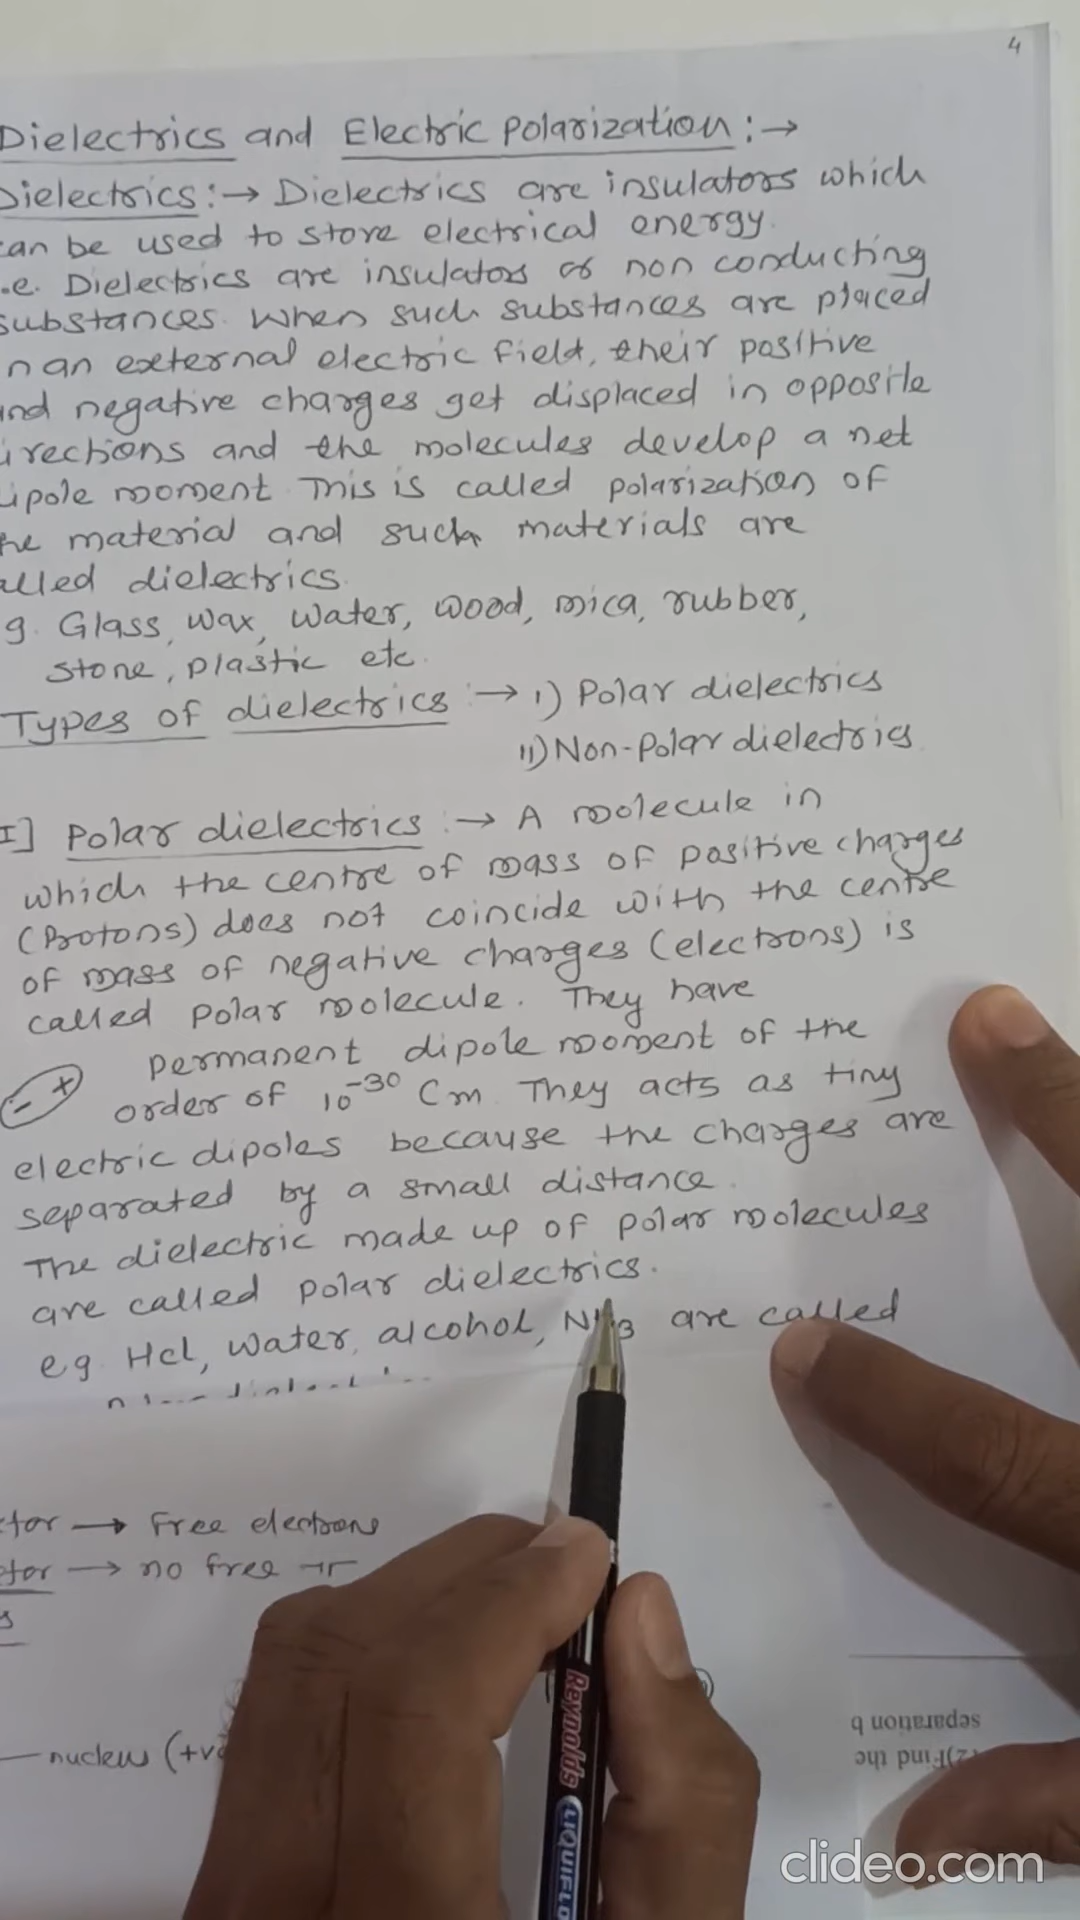 4
Dielectrics and Electric Polarization :→
Dielectrics :→ Dielectrics are insulators which
can be used to store electrical energy.
i.e. Dielectrics are insulators or non conducting
substances. When such substances are placed
in an external electric field, their positive
and negative charges get displaced in opposite
directions and the molecules develop a net
dipole moment. This is called polarization of
the material and such materials are
called dielectrics.
g. Glass, wax, water, wood, mica, rubber,
stone, plastic etc.
Types of dielectrics :→ i) Polar dielectrics
ii) Non-Polar dielectrics
I] Polar dielectrics :→ A molecule in
which the centre of mass of positive charges
(Protons) does not coincide with the centre
of mass of negative charges (electrons) is
called polar molecule. They have
permanent dipole moment of the
- + order of 10⁻³⁰ Cm. They acts as tiny
electric dipoles because the charges are
separated by a small distance.
The dielectric made up of polar molecules
are called polar dielectrics.
e.g. Hcl, water, alcohol, NH3 are called
ctor → Free electrons
ctor → no free
s
— nucleus (+ve
separation b
2) Find the
Reynolds
LIQUIFLO
clideo.com